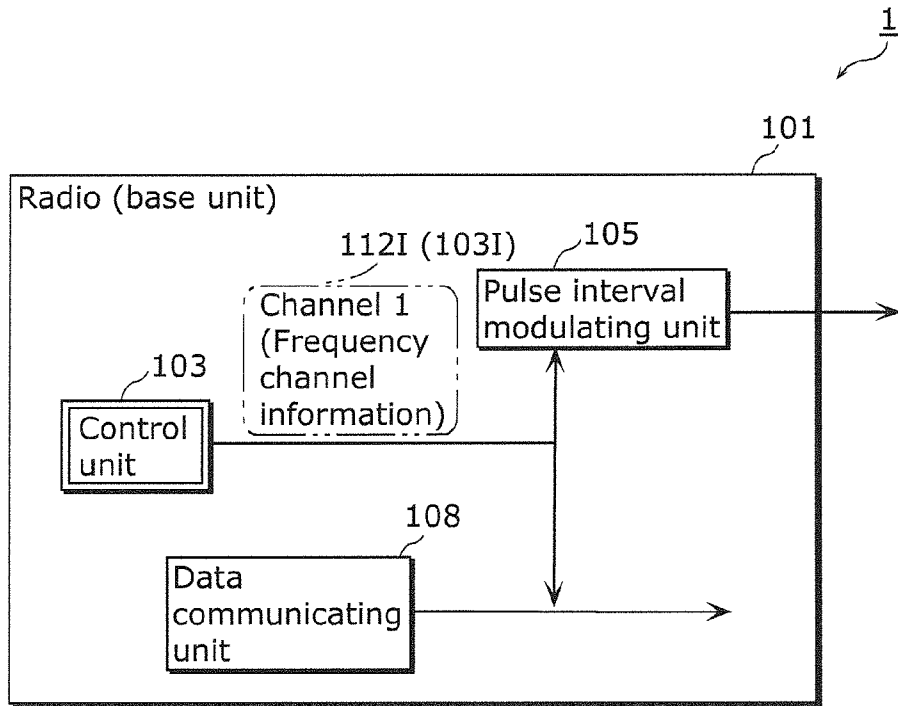 1
101
Radio (base unit)
112I (103I)
105
Channel 1
(Frequency
channel
information)
Pulse interval
modulating unit
103
Control
unit
108
Data
communicating
unit